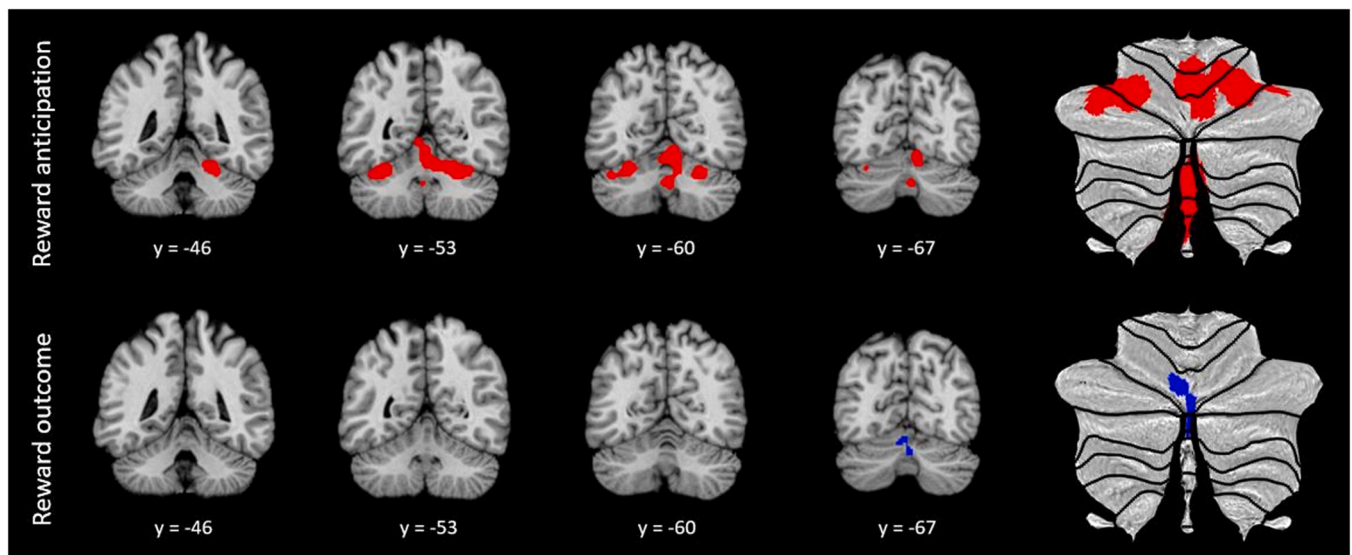 Reward anticipation
y = -46
y = -53
y = -60
y = -67
Reward outcome
y = -46
y = -53
y = -60
y = -67